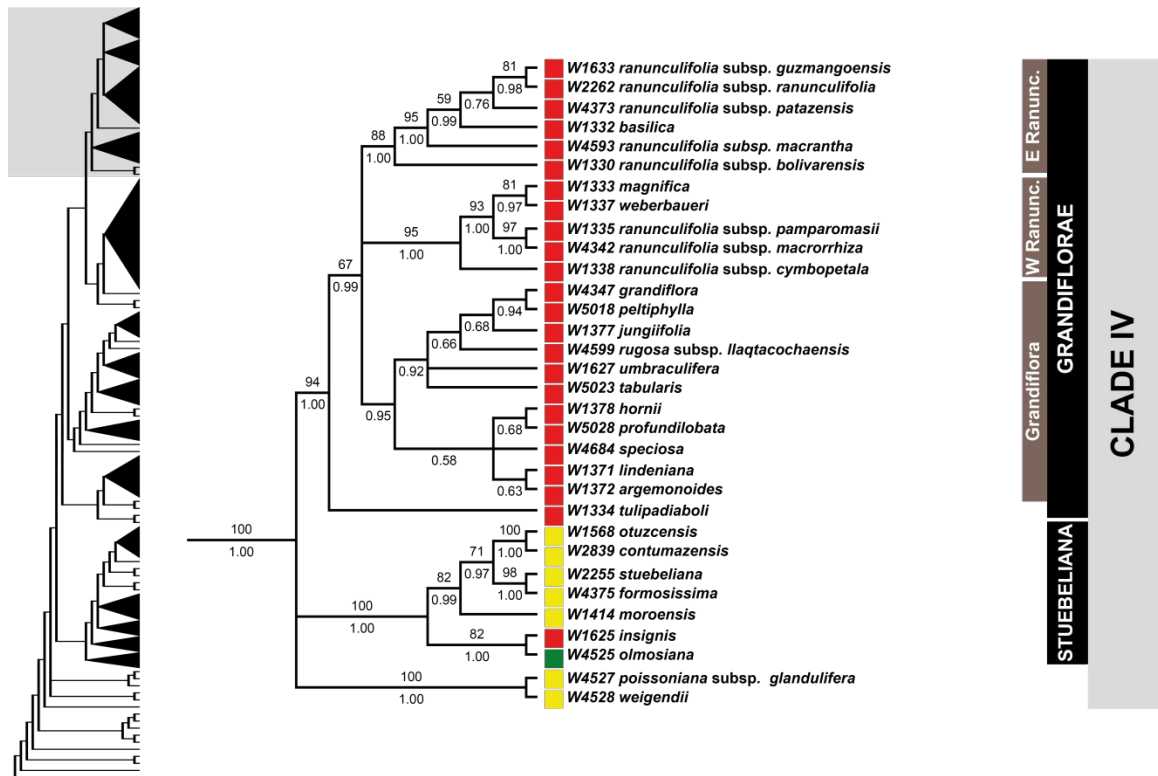 81
W1633 ranunculifolia subsp. guzmangoensis
0.98
W2262 ranunculifolia subsp. ranunculifolia
0.76
W4373 ranunculifolia subsp. patazensis
59
0.99
W1332 basilica
95
1.00
W4593 ranunculifolia subsp. macrantha
88
1.00
W1330 ranunculifolia subsp. bolivarensis
81
W1333 magnifica
0.97
W1337 weberbaueri
93
1.00
97
W1335 ranunculifolia subsp. pamparomasii
1.00
W4342 ranunculifolia subsp. macrorrhiza
95
1.00
W1338 ranunculifolia subsp. cymbopetala
67
0.99
W4347 grandiflora
0.94
W5018 peltiphylla
0.68
W1377 jungiifolia
0.66
W4599 rugosa subsp. llaqtacochaensis
0.92
W1627 umbraculifera
W5023 tabularis
94
1.00
0.95
W1378 hornii
0.68
W5028 profundilobata
0.58
W4684 speciosa
W1371 lindeniana
0.63
W1372 argemonoides
W1334 tulipadiaboli
100
1.00
100
W1568 otuzcensis
1.00
W2839 contumazensis
71
0.97
98
W2255 stuebeliana
1.00
W4375 formosissima
82
0.99
W1414 moroensis
100
1.00
82
W1625 insignis
1.00
W4525 olmosiana
100
W4527 poissoniana subsp. glandulifera
1.00
W4528 weigendii
E Ranunc.
W Ranunc.
Grandiflora
GRANDIFLORAE
STUEBELIANA
CLADE IV